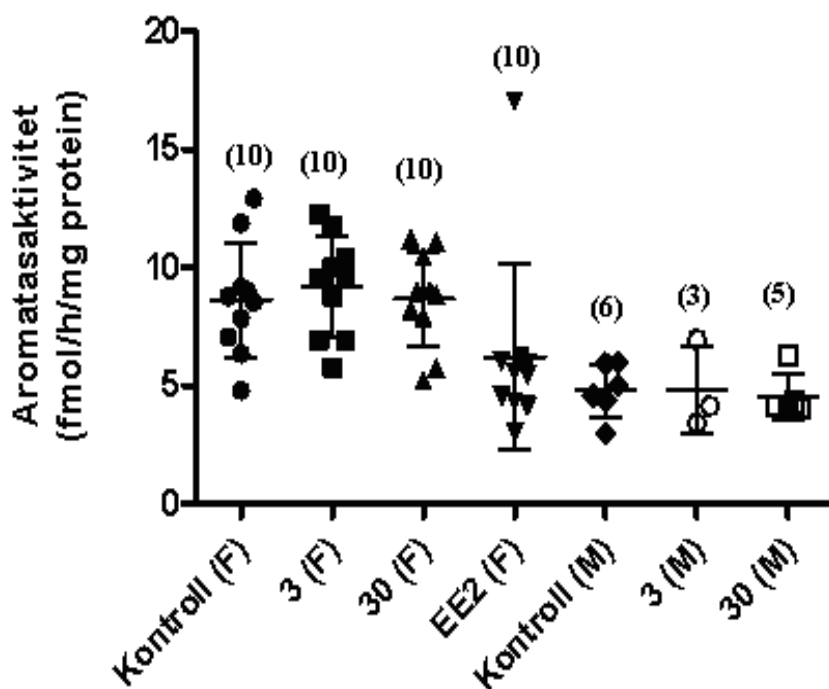 Aromatasaktivitet
(fmol/h/mg protein)
20
15
10
5
0
(10)
(10)
(10)
(10)
(6)
(3)
(5)
Kontroll (F)
3 (F)
30 (F)
EE2 (F)
Kontroll (M)
3 (M)
30 (M)